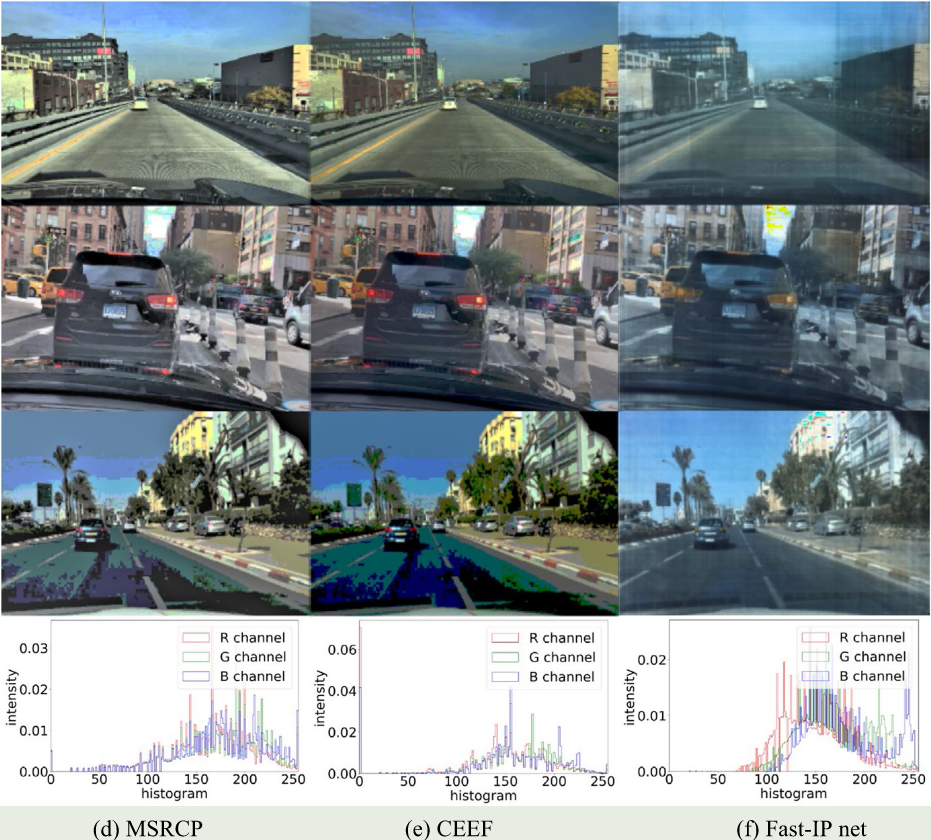 0.03
0.02
0.01
0.00
intensity
R channel
G channel
B channel
0 50 100 150 200 250
histogram
0.06
0.04
0.02
0.00
intensity
R channel
G channel
B channel
0 50 100 150 200 250
histogram
0.02
0.01
0.00
intensity
R channel
G channel
B channel
0 50 100 150 200 250
histogram
(d) MSRCP
(e) CEEF
(f) Fast-IP net